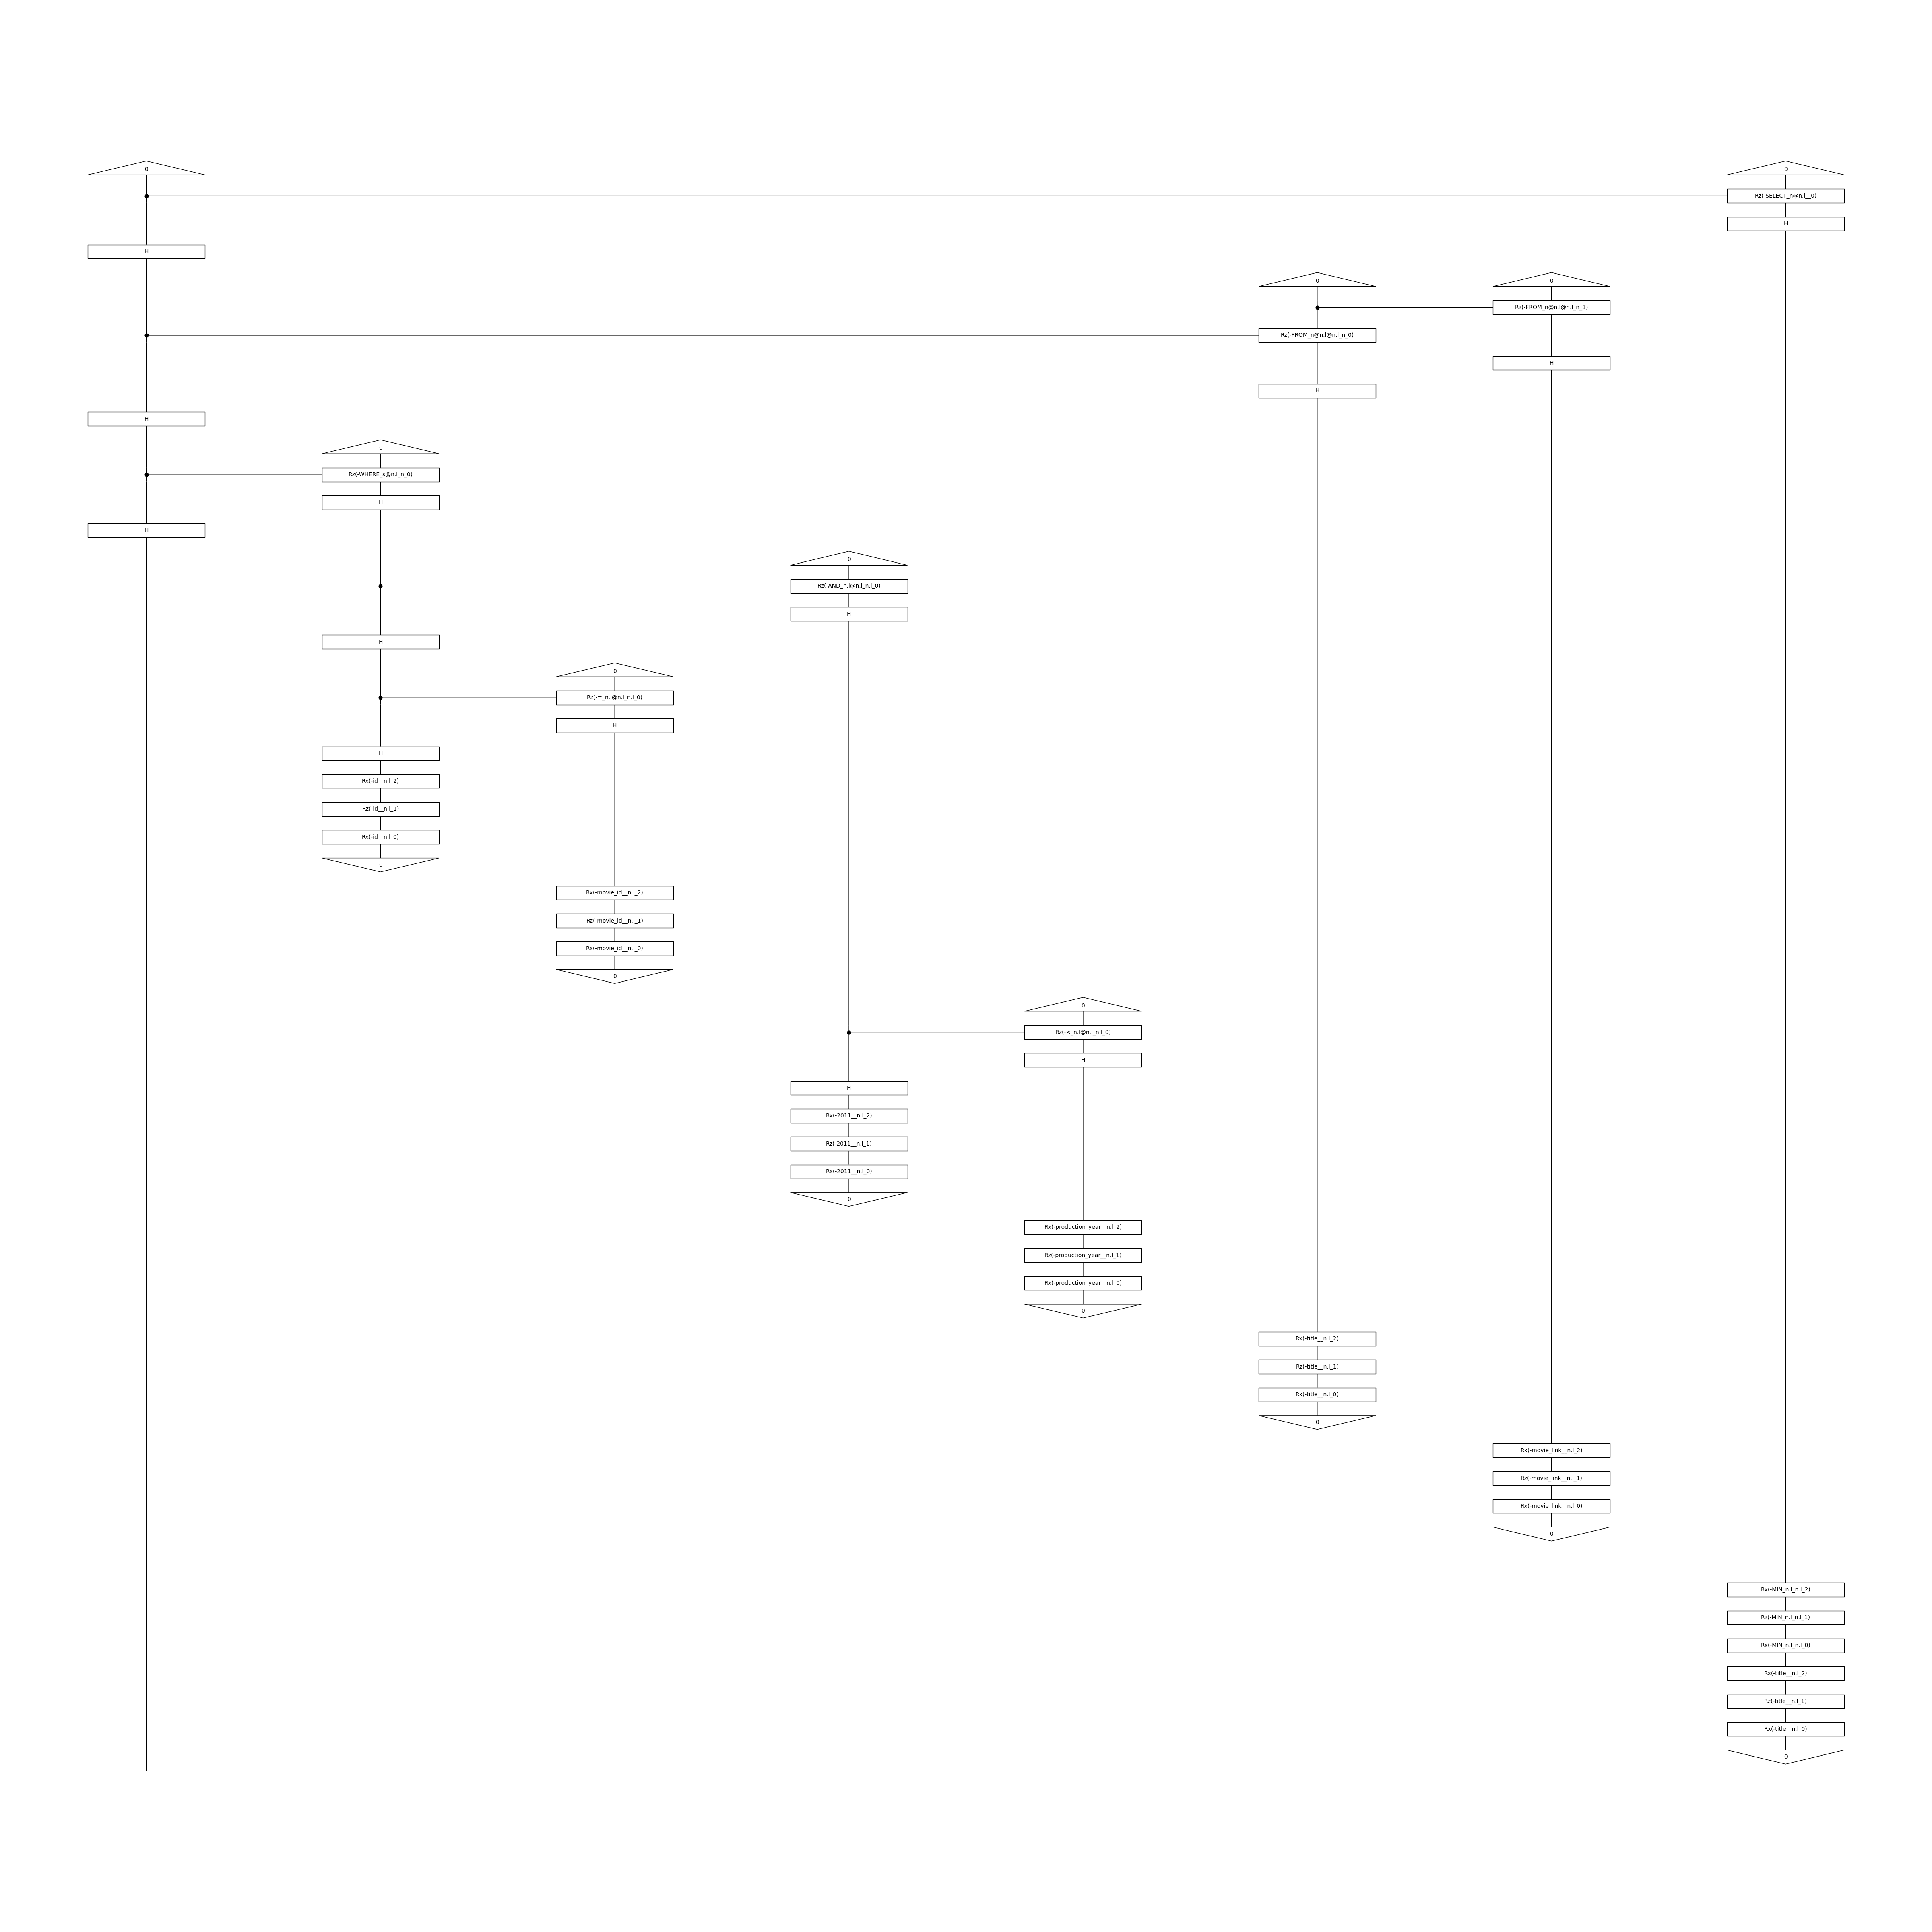 0
0
Rz(-SELECT_n@n.l__0)
H
H
0
0
Rz(-FROM_n@n.l@n.l_n_1)
Rz(-FROM_n@n.l@n.l_n_0)
H
H
H
0
Rz(-WHERE_s@n.l_n_0)
H
H
0
Rz(-AND_n.l@n.l_n.l_0)
H
H
0
Rz(-=_n.l@n.l_n.l_0)
H
H
Rx(-id__n.l_2)
Rz(-id__n.l_1)
Rx(-id__n.l_0)
0
Rx(-movie_id__n.l_2)
Rz(-movie_id__n.l_1)
Rx(-movie_id__n.l_0)
0
0
Rz(-<_n.l@n.l_n.l_0)
H
H
Rx(-2011__n.l_2)
Rz(-2011__n.l_1)
Rx(-2011__n.l_0)
0
Rx(-production_year__n.l_2)
Rz(-production_year__n.l_1)
Rx(-production_year__n.l_0)
0
Rx(-title__n.l_2)
Rz(-title__n.l_1)
Rx(-title__n.l_0)
0
Rx(-movie_link__n.l_2)
Rz(-movie_link__n.l_1)
Rx(-movie_link__n.l_0)
0
Rx(-MIN_n.l_n.l_2)
Rz(-MIN_n.l_n.l_1)
Rx(-MIN_n.l_n.l_0)
Rx(-title__n.l_2)
Rz(-title__n.l_1)
Rx(-title__n.l_0)
0